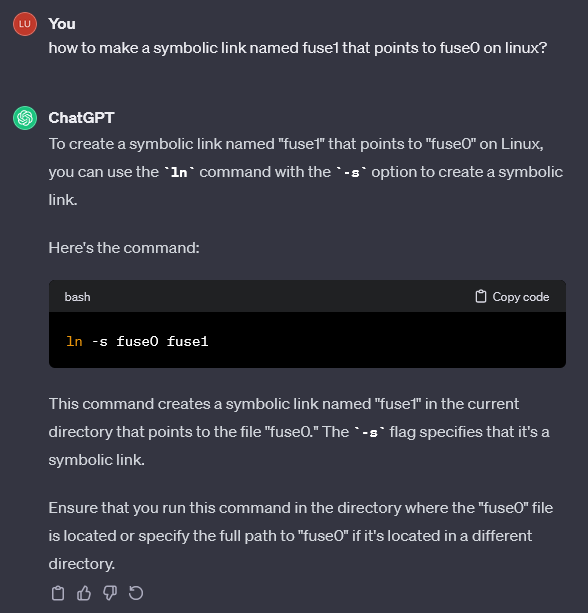 LU You
how to make a symbolic link named fuse1 that points to fuse0 on linux?
ChatGPT
To create a symbolic link named "fuse1" that points to "fuse0" on Linux,
you can use the `ln` command with the `-s` option to create a symbolic
link.
Here's the command:
bash Copy code
ln -s fuse0 fuse1
This command creates a symbolic link named "fuse1" in the current
directory that points to the file "fuse0." The `-s` flag specifies that it's a
symbolic link.
Ensure that you run this command in the directory where the "fuse0" file
is located or specify the full path to "fuse0" if it's located in a different
directory.